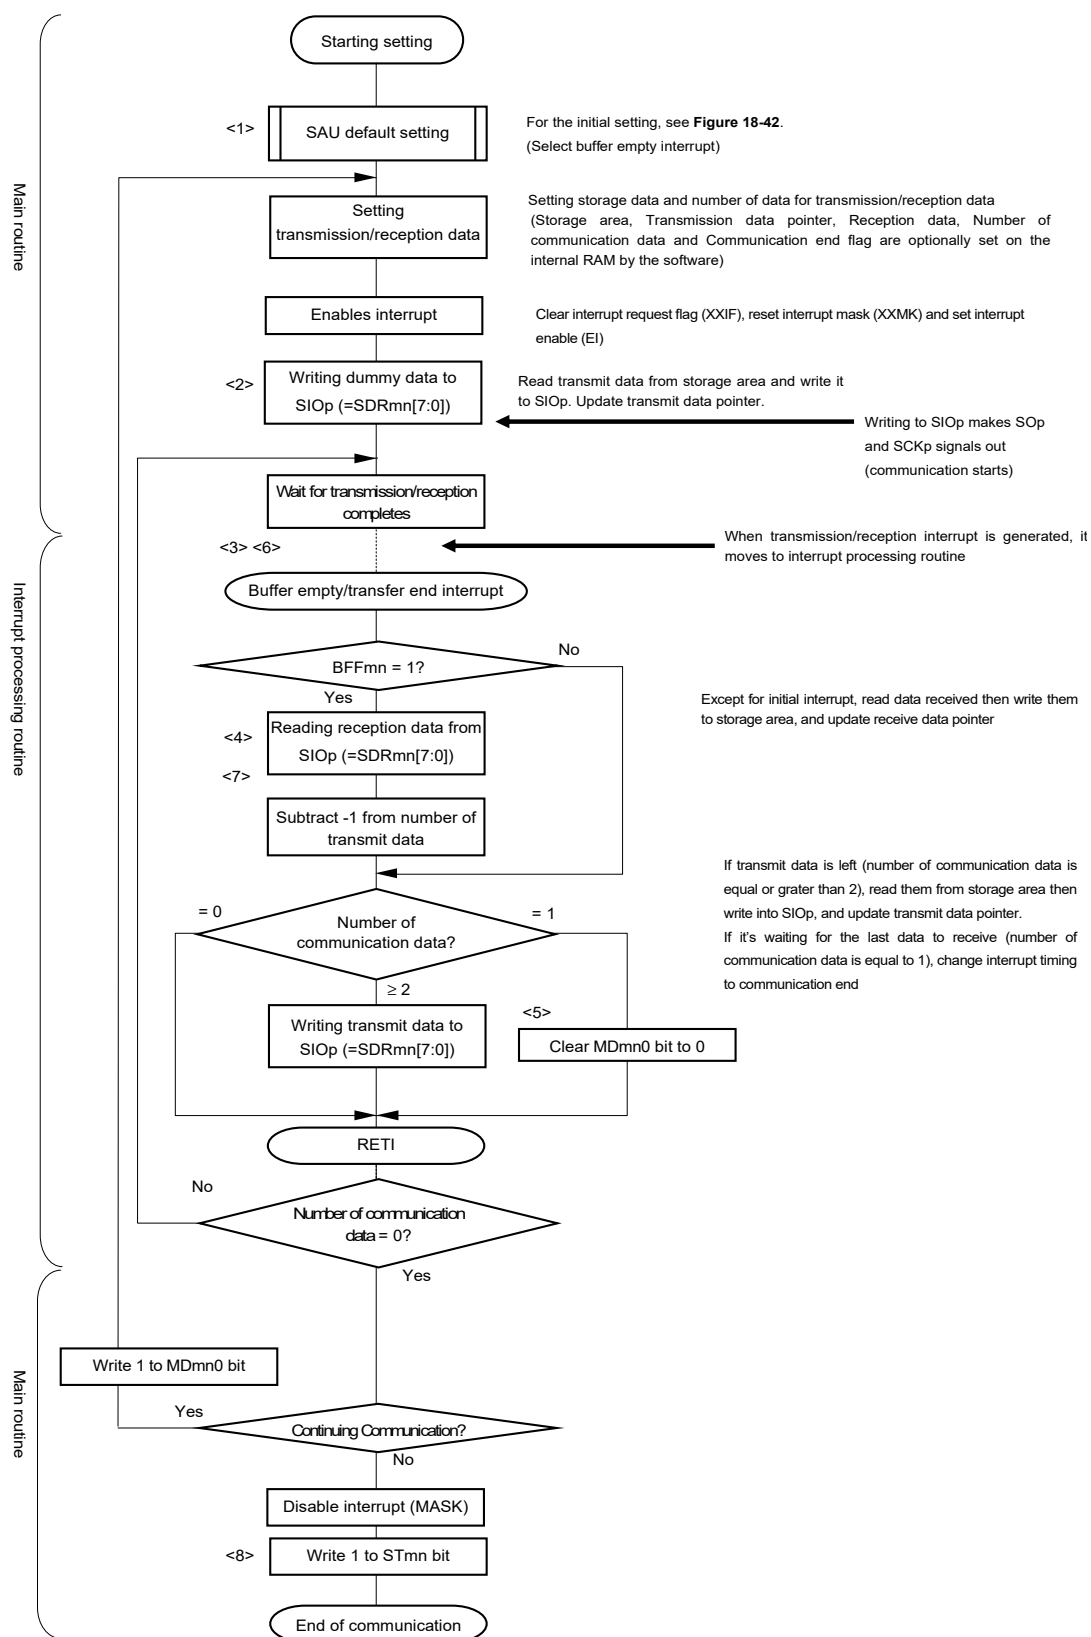 Starting setting
<1>
SAU default setting
For the initial setting, see Figure 18-42.
(Select buffer empty interrupt)
Main routine
Setting
transmission/reception data
Setting storage data and number of data for transmission/reception data
(Storage area, Transmission data pointer, Reception data, Number of
communication data and Communication end flag are optionally set on the
internal RAM by the software)
Enables interrupt
Clear interrupt request flag (XXIF), reset interrupt mask (XXMK) and set interrupt
enable (EI)
<2>
Writing dummy data to
SIOp (=SDRmn[7:0])
Read transmit data from storage area and write it
to SIOp. Update transmit data pointer.
Writing to SIOp makes SOp
and SCKp signals out
(communication starts)
Wait for transmission/reception
completes
<3> <6>
When transmission/reception interrupt is generated, it
moves to interrupt processing routine
Interrupt processing routine
Buffer empty/transfer end interrupt
BFFmn = 1?
No
Yes
Except for initial interrupt, read data received then write them
to storage area, and update receive data pointer
<4>
Reading reception data from
SIOp (=SDRmn[7:0])
<7>
Subtract -1 from number of
transmit data
If transmit data is left (number of communication data is
equal or grater than 2), read them from storage area then
write into SIOp, and update transmit data pointer.
If it's waiting for the last data to receive (number of
communication data is equal to 1), change interrupt timing
to communication end
= 0
Number of
communication data?
= 1
≥ 2
<5>
Writing transmit data to
SIOp (=SDRmn[7:0])
Clear MDmn0 bit to 0
RETI
No
Number of communication
data = 0?
Yes
Main routine
Write 1 to MDmn0 bit
Yes
Continuing Communication?
No
Disable interrupt (MASK)
<8>
Write 1 to STmn bit
End of communication